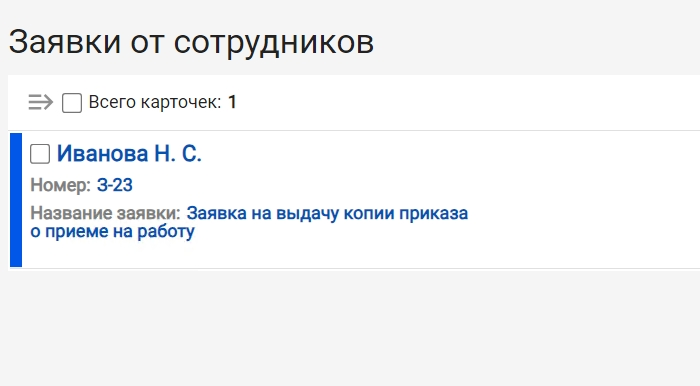 Заявки от сотрудников
Всего карточек: 1
Иванова Н. С.
Номер: З-23
Название заявки: Заявка на выдачу копии приказа
о приеме на работу